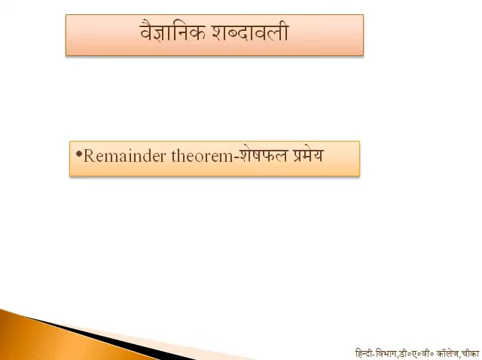 वैज्ञानिक शब्दावली
•Remainder theorem-शेषफल प्रमेय
हिन्दी-विभाग,डी०ए०वी० कॉलेज,चीका